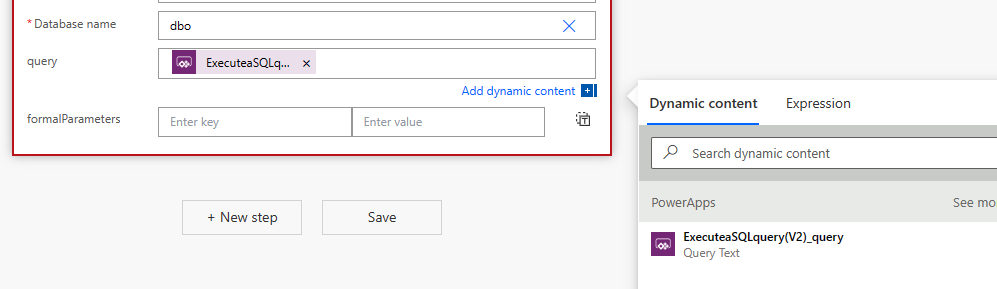 * Database name
dbo
query
ExecuteaSQLq... ×
Add dynamic content
formalParameters
Enter key
Enter value
+ New step
Save
Dynamic content
Expression
Search dynamic content
PowerApps
See mo
ExecuteaSQLquery(V2)_query
Query Text